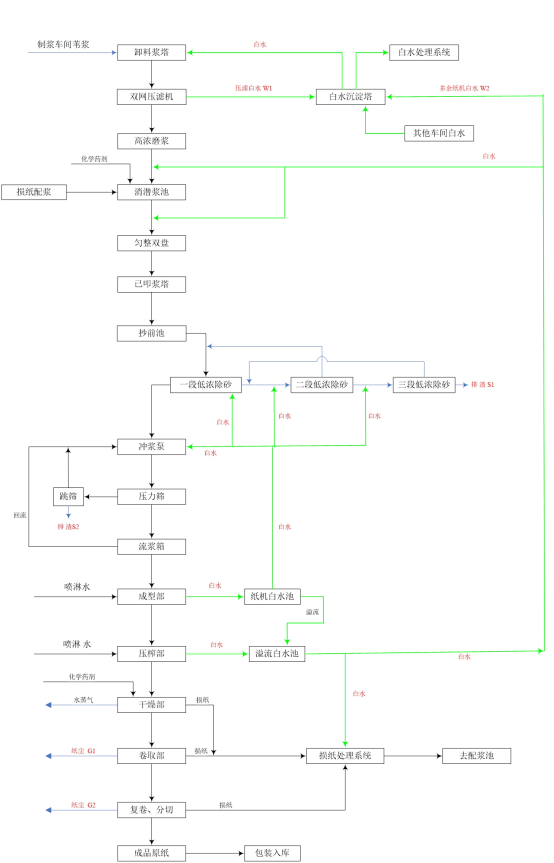 制浆车间苇浆
卸料浆塔
白水
白水处理系统
双网压滤机
压滤白水 W1
白水沉淀塔
多余纸机白水 W2
高浓磨浆
其他车间白水
化学药剂
白水
损纸配浆
消潜浆池
匀整双盘
已叩浆塔
抄前池
一段低浓除砂
二段低浓除砂
三段低浓除砂
排 渣 S1
白水
白水
白水
冲浆泵
白水
跳筛
压力筛
回流
排 渣S2
白水
流浆箱
喷淋水
成型部
白水
纸机白水池
溢流
喷淋 水
压榨部
白水
溢流白水池
白水
化学药剂
水蒸气
干燥部
损纸
白水
纸尘 G1
卷取部
损纸
损纸处理系统
去配浆池
纸尘 G2
复卷、分切
损纸
成品原纸
包装入库